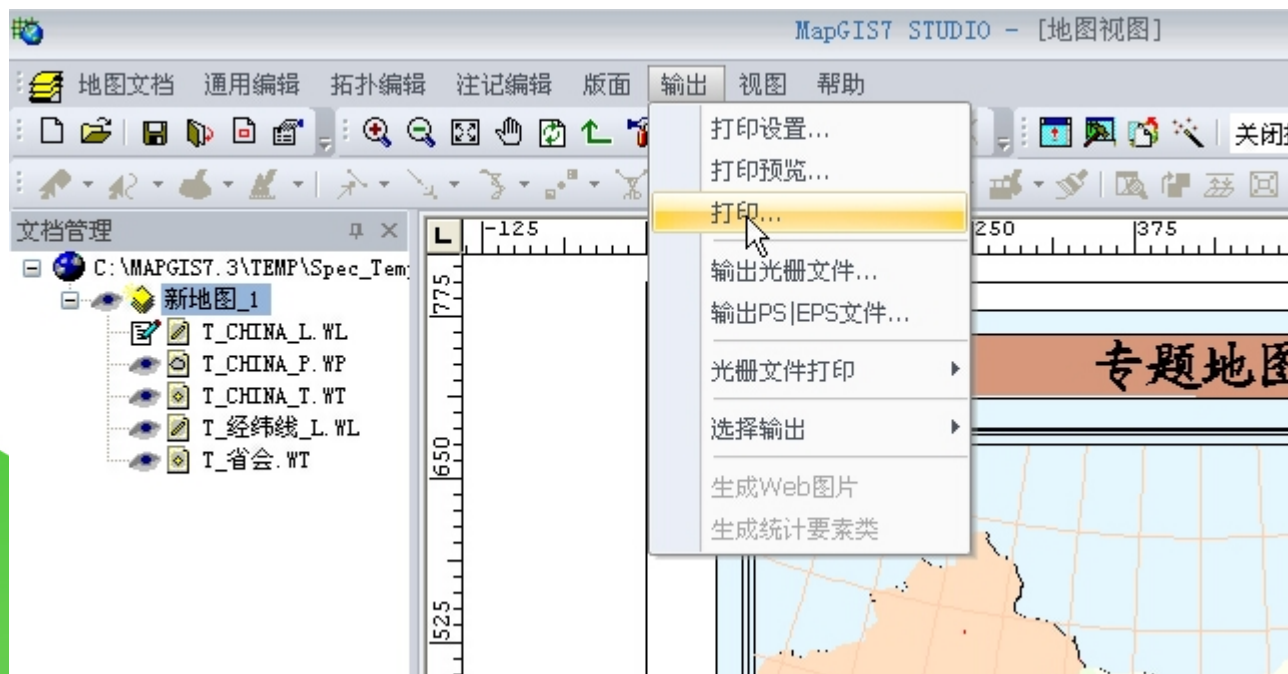 MapGIS7 STUDIO - [地图视图]
地图文档 通用编辑 拓扑编辑 注记编辑 版面 输出 视图 帮助
关闭
打印设置...
打印预览...
打印...
输出光栅文件...
输出PS|EPS文件...
光栅文件打印
选择输出
生成Web图片
生成统计要素类
文档管理
C:\MAPGIS7.3\TEMP\Spec_Tem
新地图_1
T_CHINA_L.WL
T_CHINA_P.WP
T_CHINA_T.WT
T_经纬线_L.WL
T_省会.WT
L
-125 250 375
775
650
525
专题地图